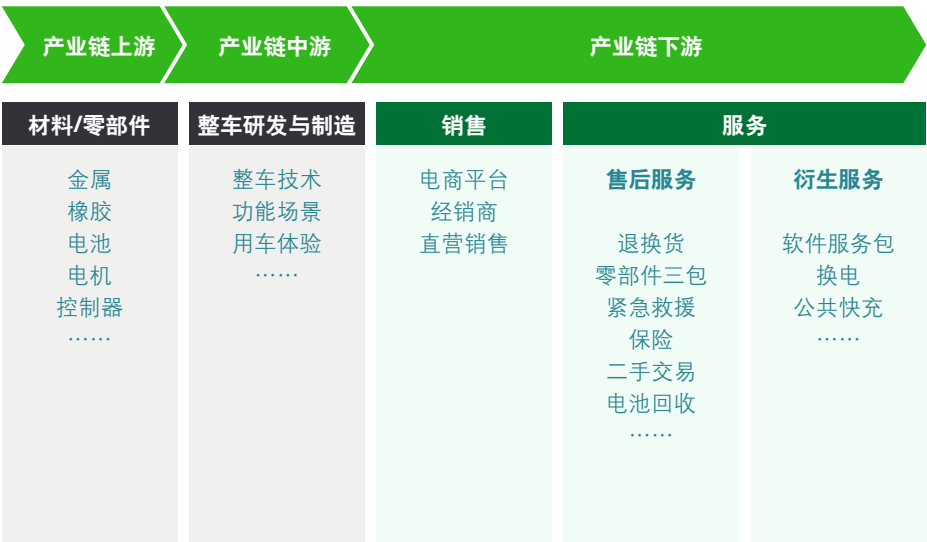 产业链上游
产业链中游
产业链下游
材料/零部件
整车研发与制造
销售
服务
金属
橡胶
电池
电机
控制器
……
整车技术
功能场景
用车体验
……
电商平台
经销商
直营销售
售后服务
退换货
零部件三包
紧急救援
保险
二手交易
电池回收
……
衍生服务
软件服务包
换电
公共快充
……